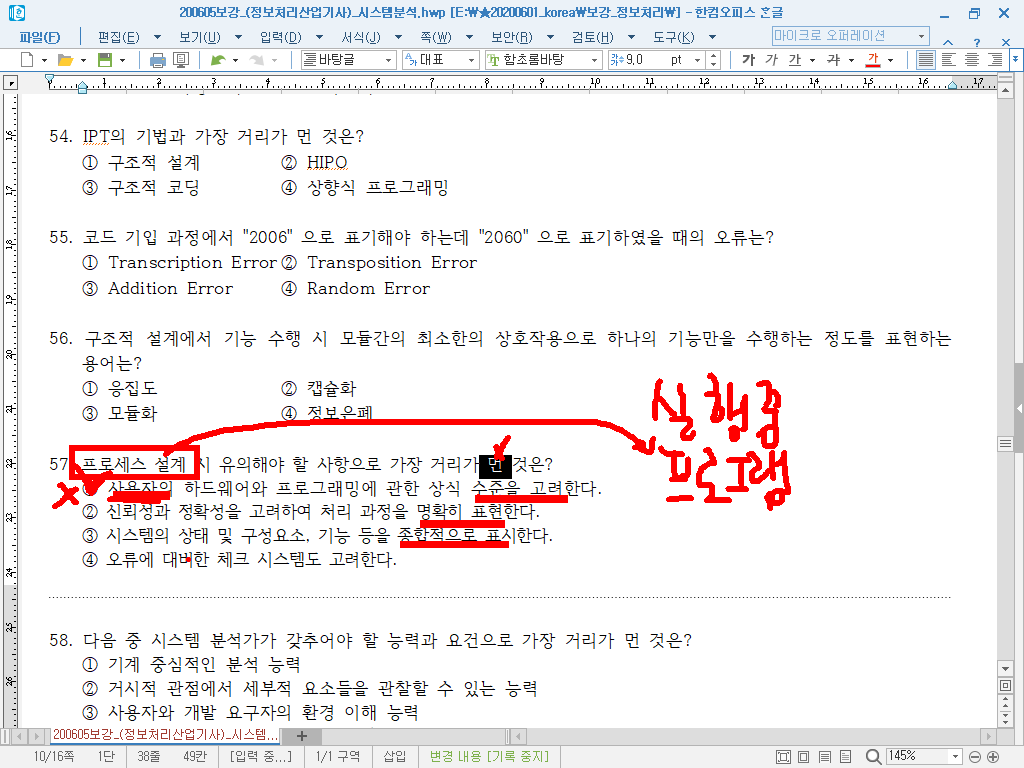 200605보강_(정보처리산업기사)_시스템분석.hwp [E:\★20200601_korea\보강_정보처리\] - 한컴오피스 한글
파일(F) 편집(E) 보기(U) 입력(D) 서식(J) 쪽(W) 보안(R) 검토(H) 도구(K) 마이크로 오퍼레이션
바탕글 대표 함초롬바탕 9,0 pt 가 가 가 가 가
1 2 3 4 5 6 7 8 9 10 11 12 13 14 15 16 17
54. IPT의 기법과 가장 거리가 먼 것은?
① 구조적 설계 ② HIPO
③ 구조적 코딩 ④ 상향식 프로그래밍
55. 코드 기입 과정에서 "2006" 으로 표기해야 하는데 "2060" 으로 표기하였을 때의 오류는?
① Transcription Error ② Transposition Error
③ Addition Error ④ Random Error
56. 구조적 설계에서 기능 수행 시 모듈간의 최소한의 상호작용으로 하나의 기능만을 수행하는 정도를 표현하는
용어는?
① 응집도 ② 캡슐화
③ 모듈화 ④ 정보은폐
실행중
프로그램
57. 프로세스 설계 시 유의해야 할 사항으로 가장 거리가 먼 것은?
① 사용자의 하드웨어와 프로그래밍에 관한 상식 수준을 고려한다.
② 신뢰성과 정확성을 고려하여 처리 과정을 명확히 표현한다.
③ 시스템의 상태 및 구성요소, 기능 등을 종합적으로 표시한다.
④ 오류에 대비한 체크 시스템도 고려한다.
58. 다음 중 시스템 분석가가 갖추어야 할 능력과 요건으로 가장 거리가 먼 것은?
① 기계 중심적인 분석 능력
② 거시적 관점에서 세부적 요소들을 관찰할 수 있는 능력
③ 사용자와 개발 요구자의 환경 이해 능력
200605보강_(정보처리산업기사)_시스템...
10/16쪽 1단 38줄 49칸 [입력 중...] 1/1 구역 삽입 변경 내용 [기록 중지] 145%